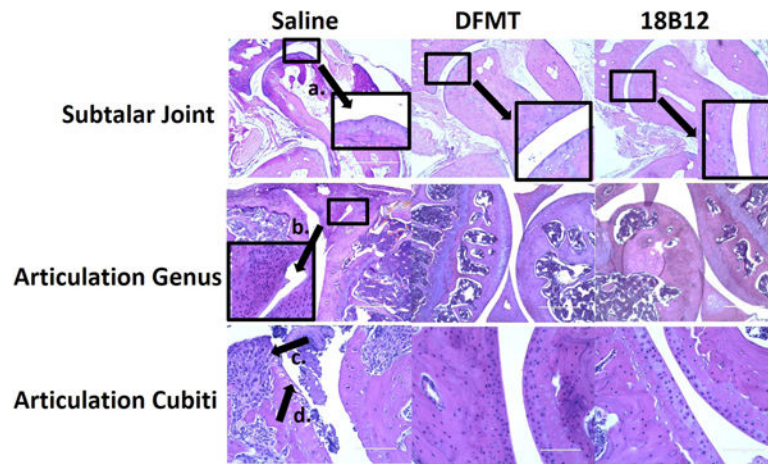 Saline DFMT 18B12
Subtalar Joint
a.
Articulation Genus
b.
Articulation Cubiti
c.
d.